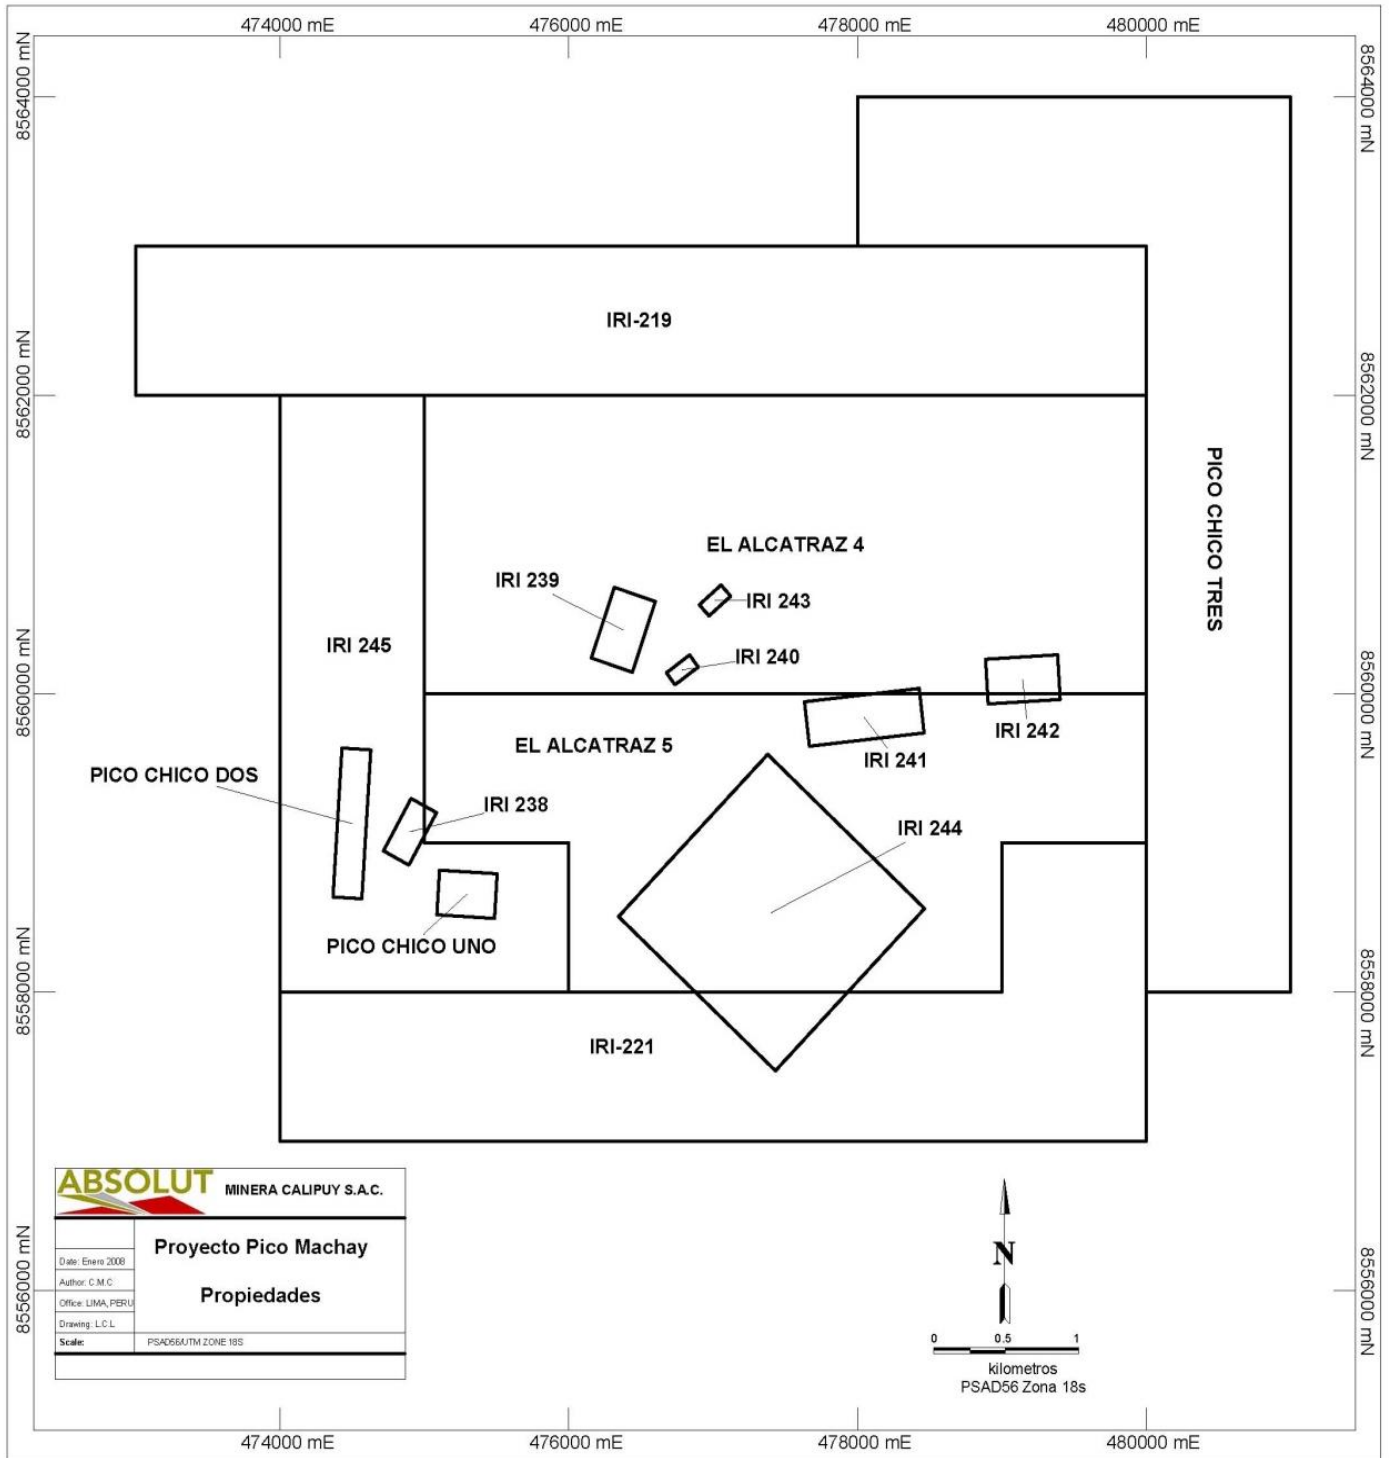 474000 mE
476000 mE
478000 mE
480000 mE
8564000 mN
8564000 mN
IRI-219
8562000 mN
8562000 mN
PICO CHICO TRES
EL ALCATRAZ 4
IRI 239
IRI 243
IRI 245
IRI 240
8560000 mN
8560000 mN
IRI 242
EL ALCATRAZ 5
IRI 241
PICO CHICO DOS
IRI 238
IRI 244
PICO CHICO UNO
8558000 mN
8558000 mN
IRI-221
ABSOLUT
MINERA CALIPUY S.A.C.
Proyecto Pico Machay
Propiedades
Date: Enero 2008
Author: C.M.C
Office: LIMA, PERU
Drawing: L.C.L
Scale:
PSAD56/UTM ZONE 18S
8556000 mN
8556000 mN
N
0 0.5 1
kilometros
PSAD56 Zona 18s
474000 mE
476000 mE
478000 mE
480000 mE